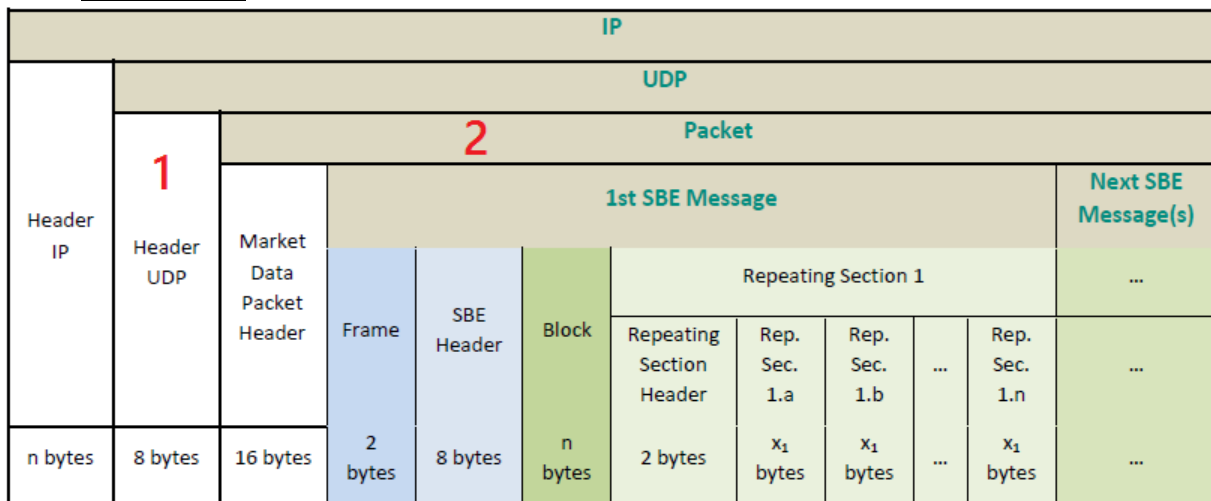 IP
UDP
2 Packet
1
1st SBE Message
Next SBE
Message(s)
Header
IP
Header
UDP
Market
Data
Packet
Header
Frame
SBE
Header
Block
Repeating Section 1
...
Repeating
Section
Header
Rep.
Sec.
1.a
Rep.
Sec.
1.b
...
Rep.
Sec.
1.n
...
n bytes
8 bytes
16 bytes
2
bytes
8 bytes
n
bytes
2 bytes
x₁
bytes
x₁
bytes
...
x₁
bytes
...